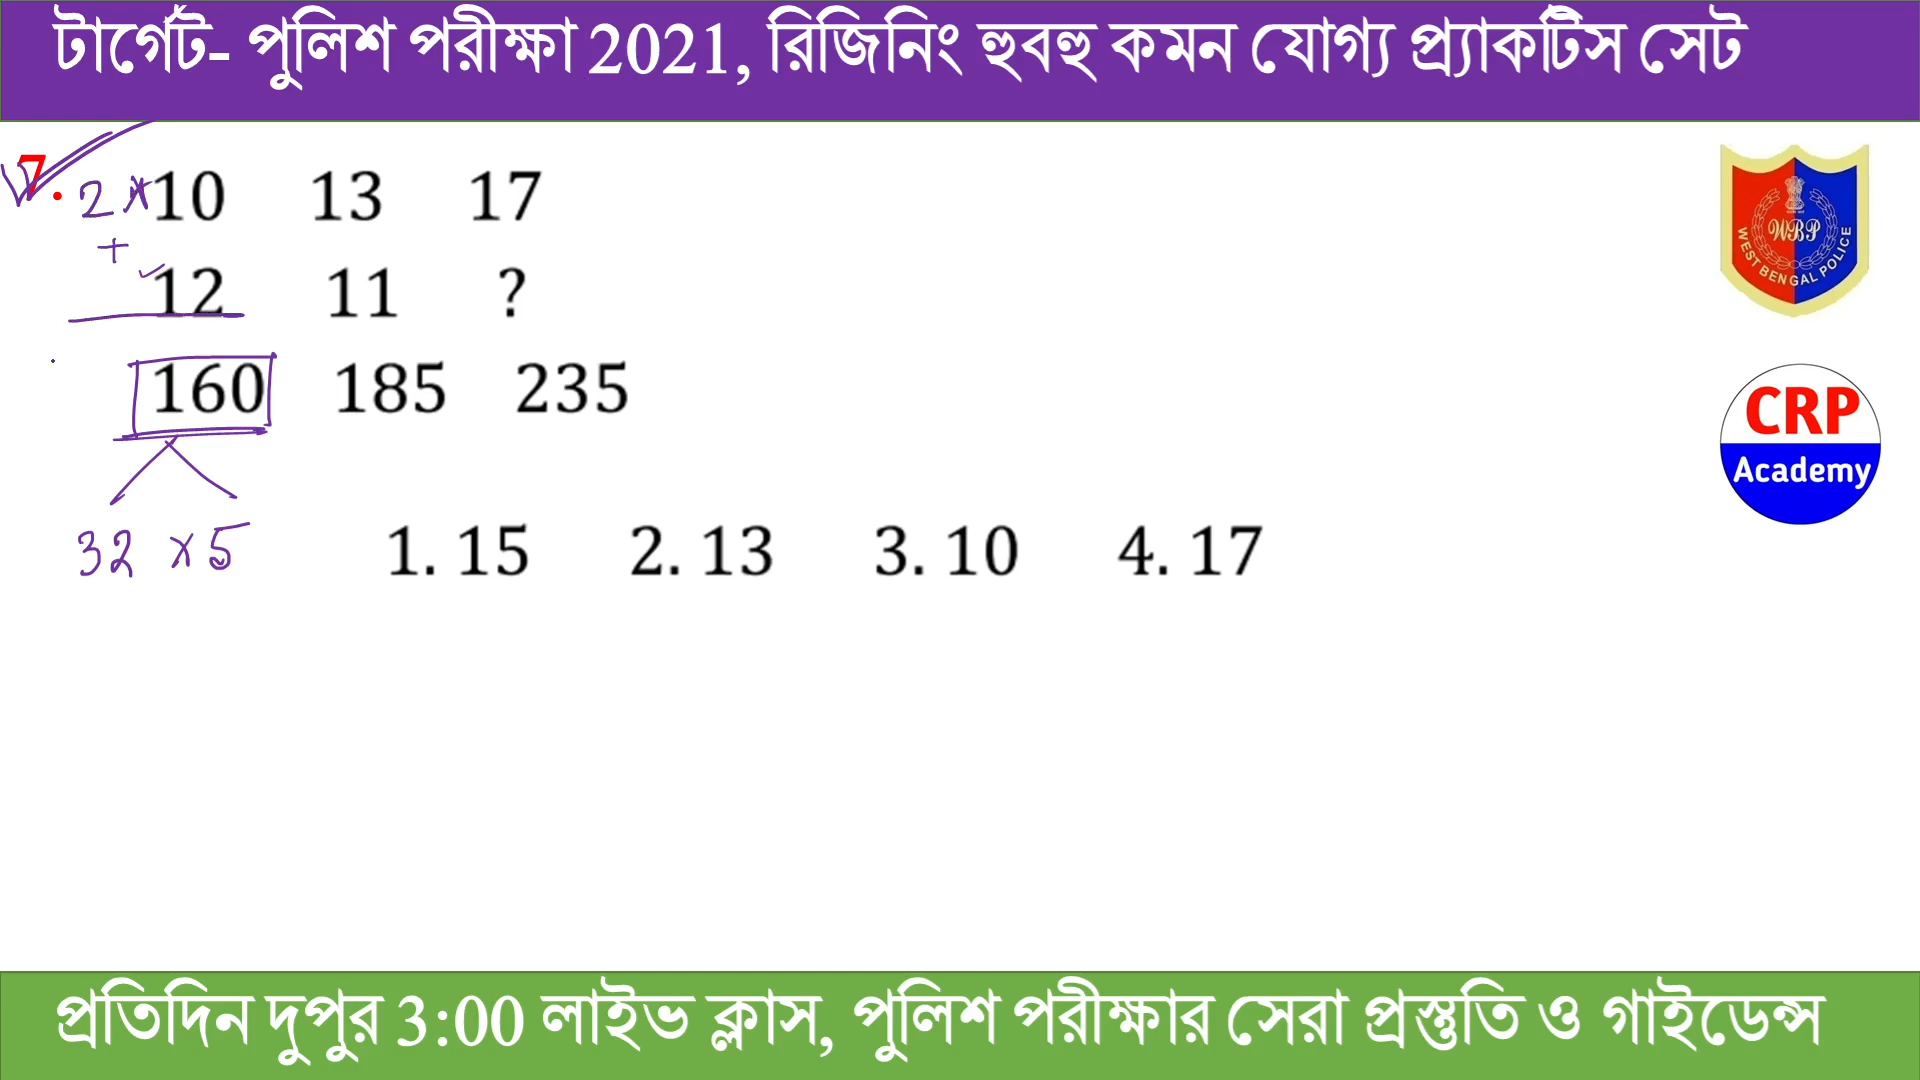 টার্গেট- পুলিশ পরীক্ষা 2021, রিজিনিং হুবহু কমন যোগ্য প্র্যাকটিস সেট
7. 2 × 10 13 17
+
12 11 ?
160 185 235
32 × 5
1. 15 2. 13 3. 10 4. 17
WBP
WEST BENGAL POLICE
CRP
Academy
প্রতিদিন দুপুর 3:00 লাইভ ক্লাস, পুলিশ পরীক্ষার সেরা প্রস্তুতি ও গাইডেন্স